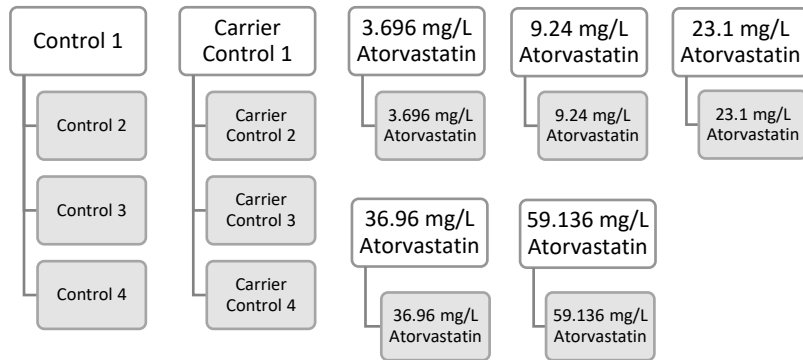 Control 1
Control 2
Control 3
Control 4
Carrier
Control 1
Carrier
Control 2
Carrier
Control 3
Carrier
Control 4
3.696 mg/L
Atorvastatin
3.696 mg/L
Atorvastatin
9.24 mg/L
Atorvastatin
9.24 mg/L
Atorvastatin
23.1 mg/L
Atorvastatin
23.1 mg/L
Atorvastatin
36.96 mg/L
Atorvastatin
36.96 mg/L
Atorvastatin
59.136 mg/L
Atorvastatin
59.136 mg/L
Atorvastatin